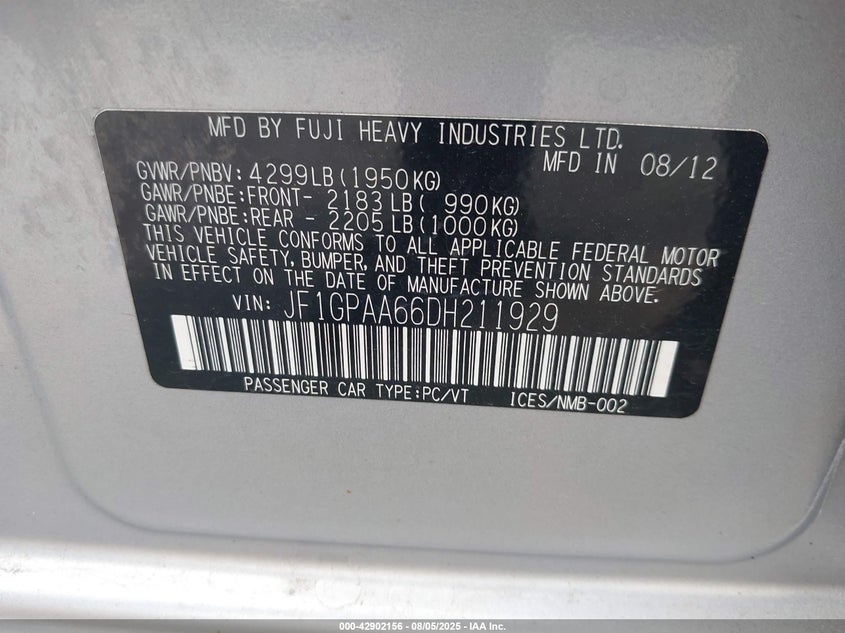 MFD BY FUJI HEAVY INDUSTRIES LTD.
MFD IN 08/12
GVWR/PNBV: 4299LB(1950KG)
GAWR/PNBE:FRONT- 2183LB( 990KG)
GAWR/PNBE:REAR - 2205LB(1000KG)
THIS VEHICLE CONFORMS TO ALL APPLICABLE FEDERAL MOTOR
VEHICLE SAFETY, BUMPER, AND THEFT PREVENTION STANDARDS
IN EFFECT ON THE DATE OF MANUFACTURE SHOWN ABOVE.
VIN: JF1GPAA66DH211929
PASSENGER CAR TYPE:PC/VT ICES/NMB-002
000-42902156 - 08/05/2025 - IAA Inc.